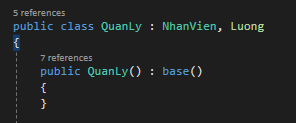 5 references
public class QuanLy : NhanVien, Luong
{
7 references
public QuanLy() : base()
{
}